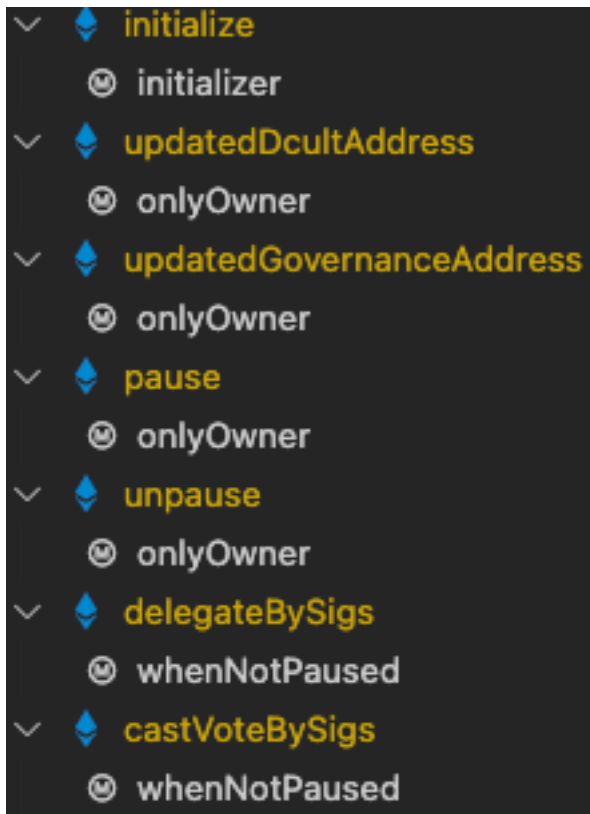 initialize
initializer
updatedDcultAddress
onlyOwner
updatedGovernanceAddress
onlyOwner
pause
onlyOwner
unpause
onlyOwner
delegateBySigs
whenNotPaused
castVoteBySigs
whenNotPaused